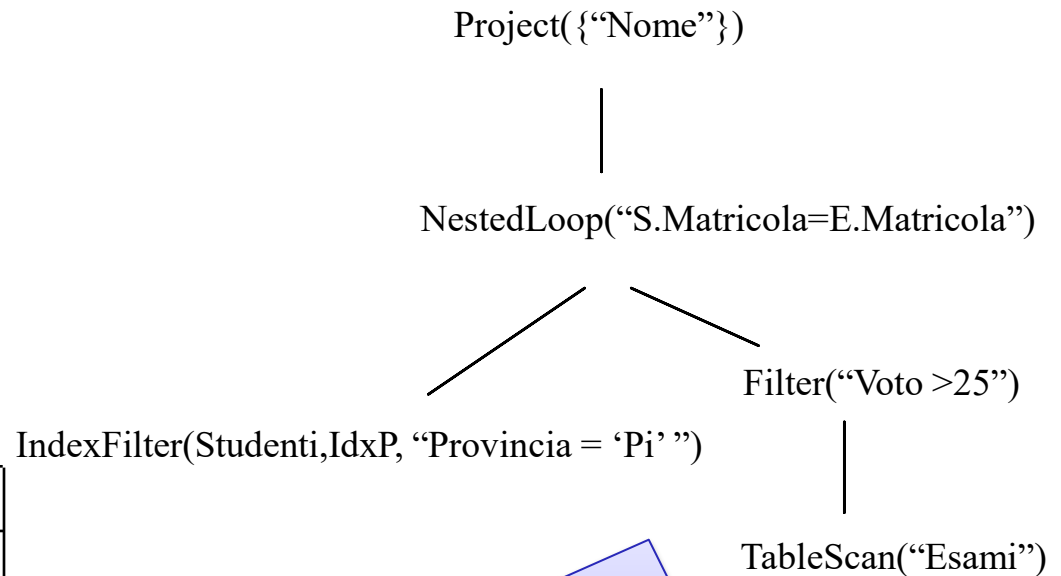 Project({“Nome”})
NestedLoop(“S.Matricola=E.Matricola”)
Filter(“Voto >25”)
IndexFilter(Studenti,IdxP, “Provincia = ‘Pi’ ”)
TableScan(“Esami”)